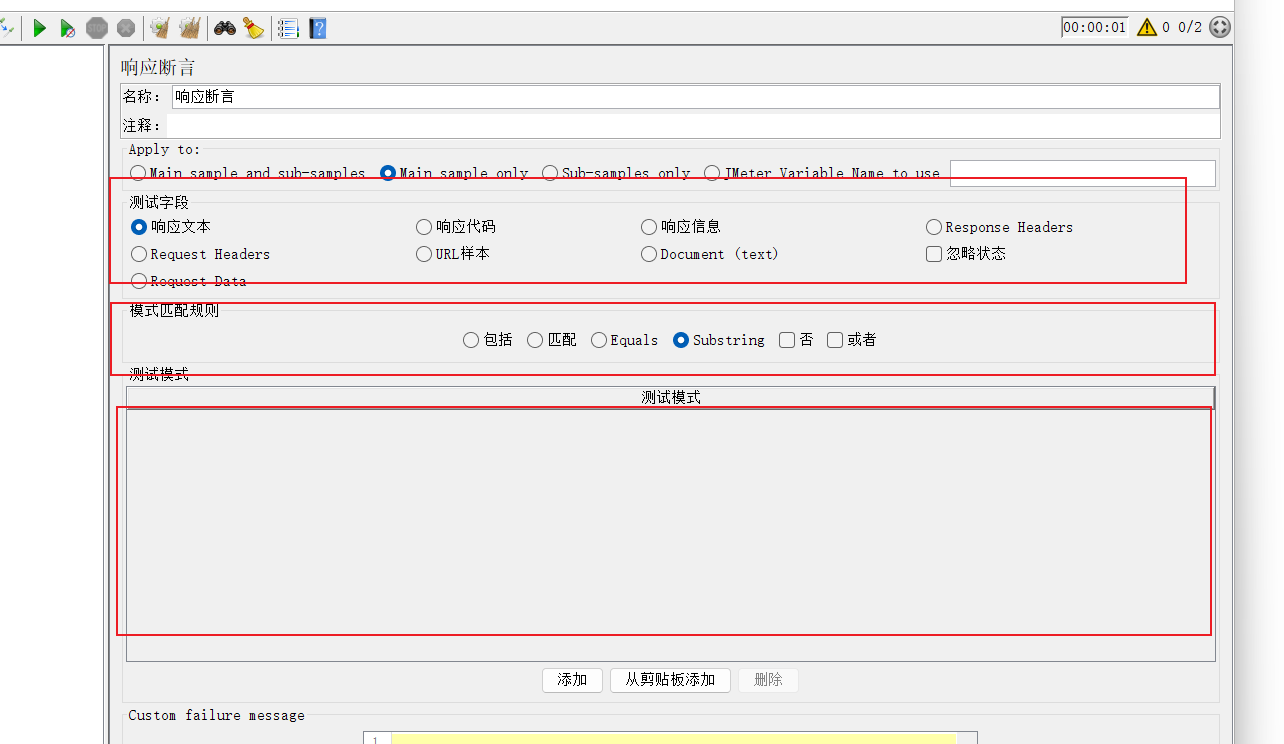 STOP
00:00:01 0 0/2
响应断言
名称： 响应断言
注释：
Apply to:
Main sample and sub-samples Main sample only Sub-samples only JMeter Variable Name to use
测试字段
响应文本 响应代码 响应信息 Response Headers
Request Headers URL样本 Document (text) 忽略状态
Request Data
模式匹配规则
包括 匹配 Equals Substring 否 或者
测试模式
测试模式
添加 从剪贴板添加 删除
Custom failure message
1